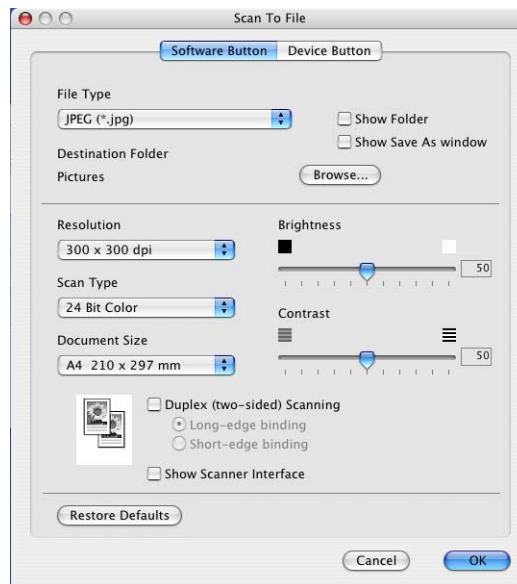 Scan To File
Software Button Device Button
File Type
JPEG (*.jpg)
Show Folder
Show Save As window
Destination Folder
Pictures
Browse...
Resolution
300 x 300 dpi
Brightness
50
Scan Type
24 Bit Color
Contrast
50
Document Size
A4 210 x 297 mm
Duplex (two-sided) Scanning
Long-edge binding
Short-edge binding
Show Scanner Interface
Restore Defaults
Cancel OK